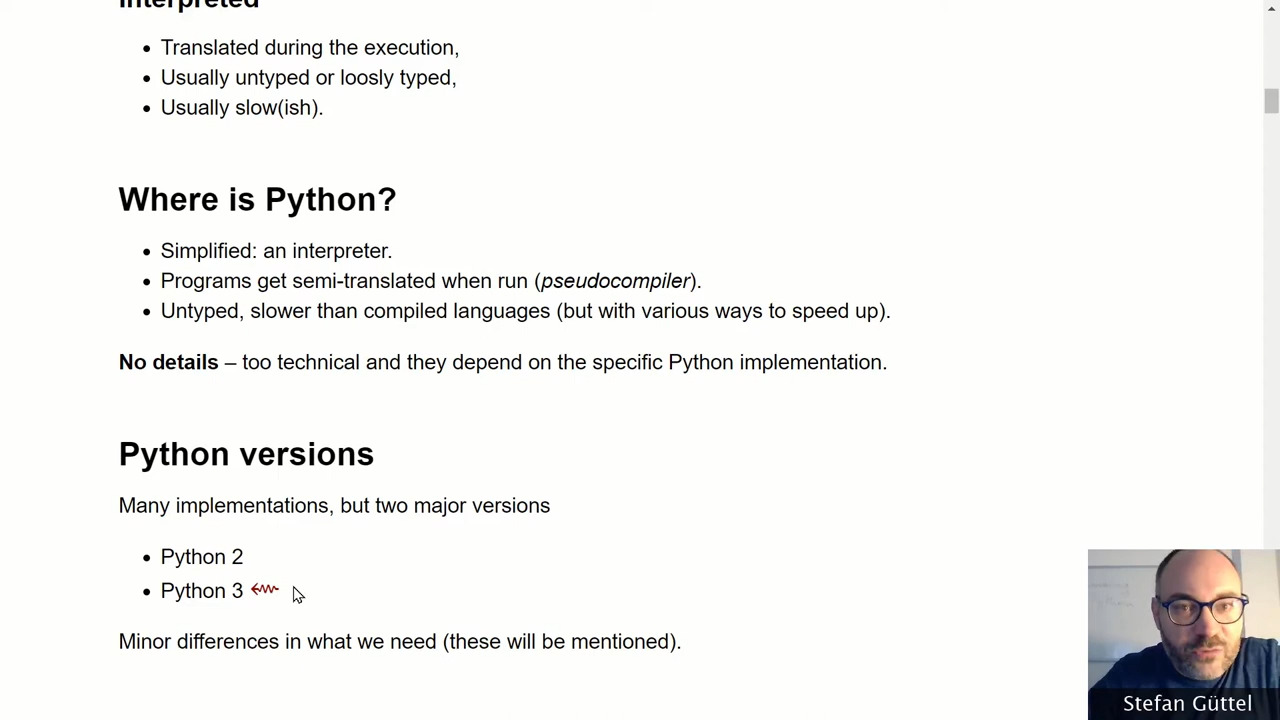 Interpreted
• Translated during the execution,
• Usually untyped or loosly typed,
• Usually slow(ish).
Where is Python?
• Simplified: an interpreter.
• Programs get semi-translated when run (pseudocompiler).
• Untyped, slower than compiled languages (but with various ways to speed up).
No details – too technical and they depend on the specific Python implementation.
Python versions
Many implementations, but two major versions
• Python 2
• Python 3
Minor differences in what we need (these will be mentioned).
Stefan Güttel